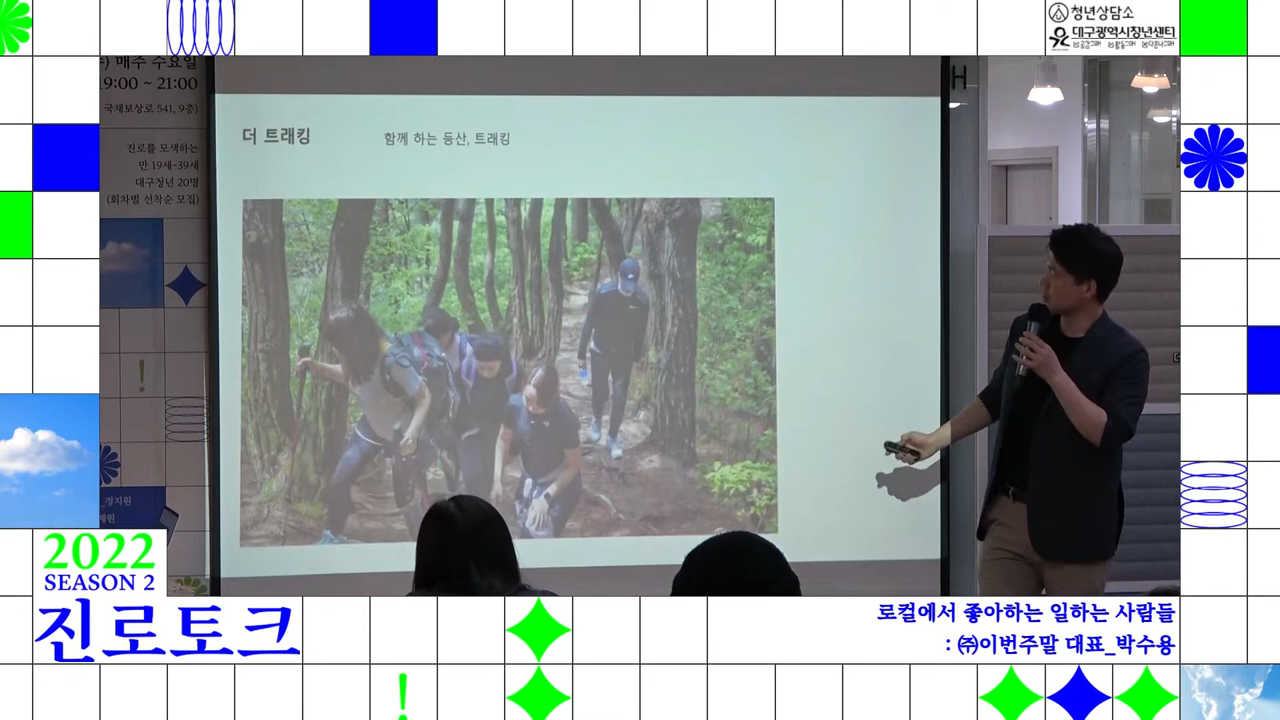 청년상담소
대구광역시청년센터
매주 수요일
19:00 ~ 21:00
국채보상로 541, 9층)
진로를 모색하는
만 19세~39세
대구청년 20명
(회차별 선착순 모집)
H
더 트래킹
함께 하는 등산, 트래킹
_정지원
2022
SEASON 2
진로토크
로컬에서 좋아하는 일하는 사람들
: ㈜이번주말 대표_박수용